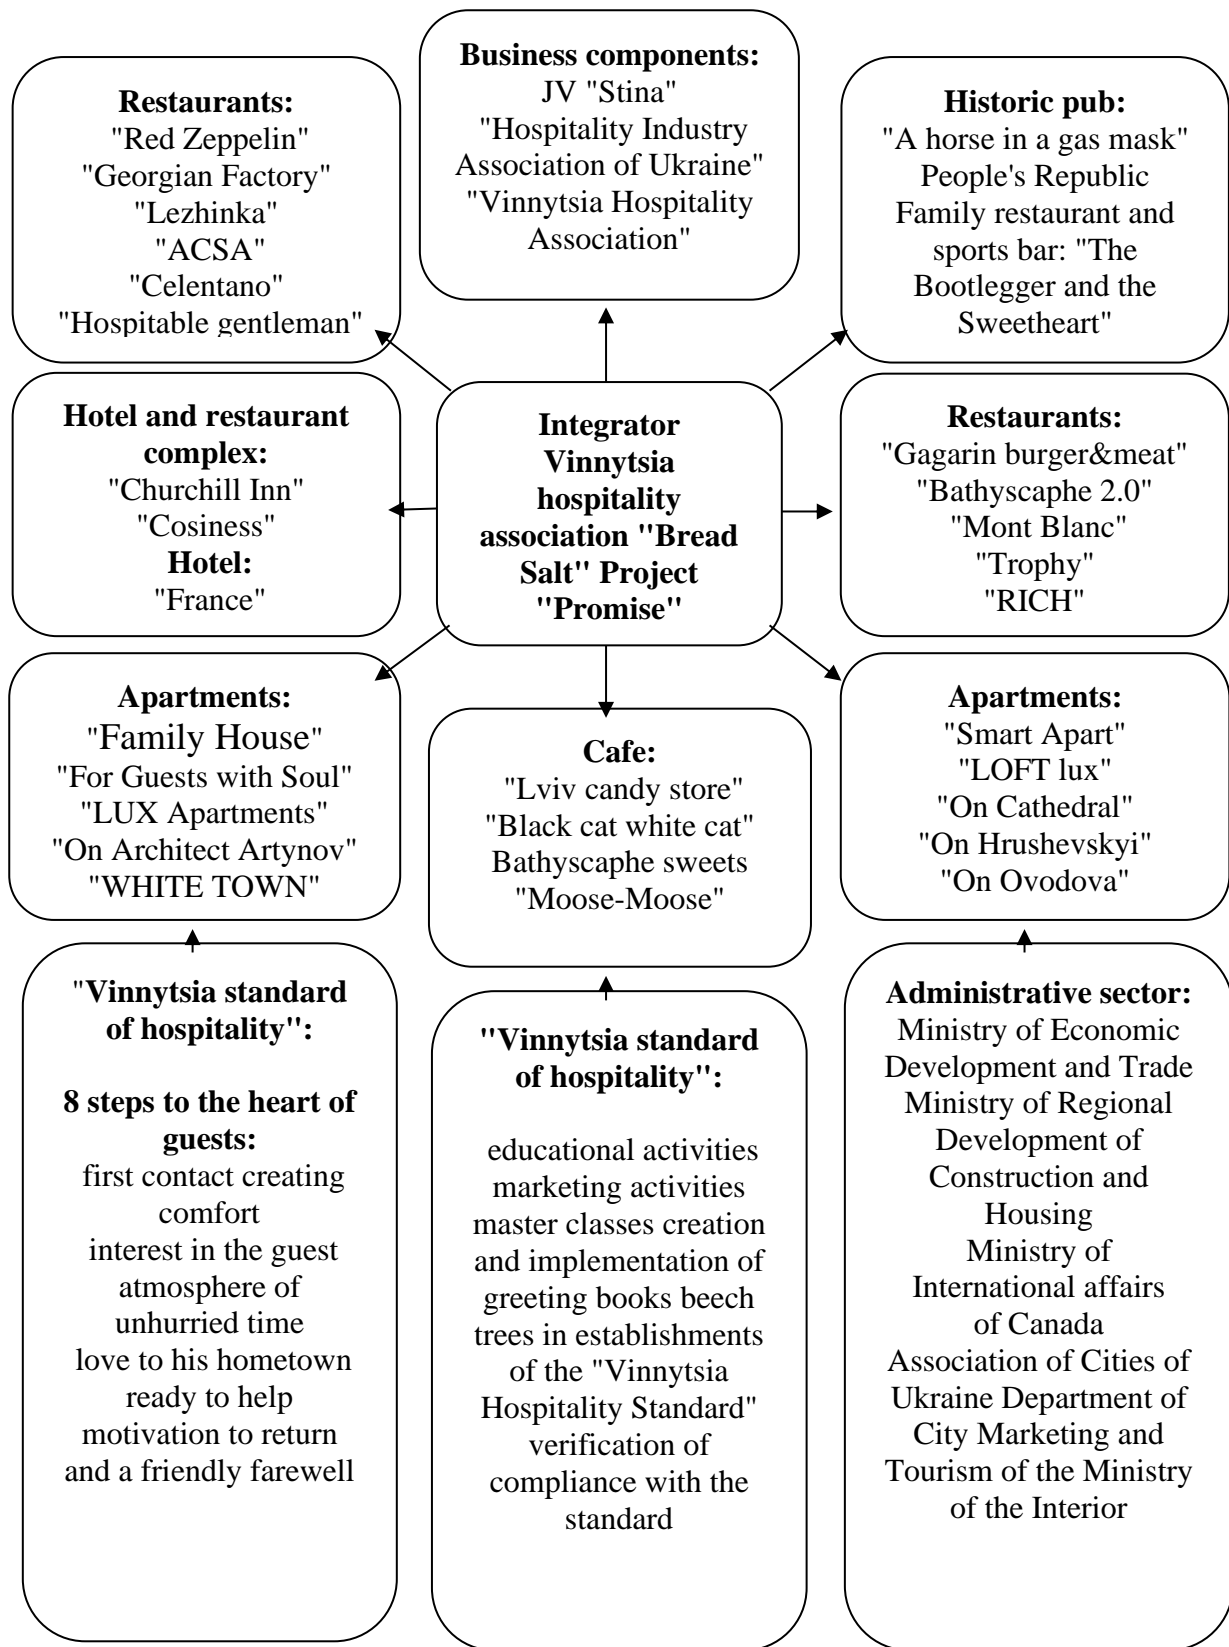 Business components:
JV "Stina"
"Hospitality Industry
Association of Ukraine"
"Vinnytsia Hospitality
Association"
Restaurants:
"Red Zeppelin"
"Georgian Factory"
"Lezhinka"
"ACSA"
"Celentano"
"Hospitable gentleman"
Historic pub:
"A horse in a gas mask"
People's Republic
Family restaurant and
sports bar: "The
Bootlegger and the
Sweetheart"
Hotel and restaurant
complex:
"Churchill Inn"
"Cosiness"
Hotel:
"France"
Integrator
Vinnytsia
hospitality
association "Bread
Salt" Project
"Promise"
Restaurants:
"Gagarin burger&meat"
"Bathyscaphe 2.0"
"Mont Blanc"
"Trophy"
"RICH"
Apartments:
"Family House"
"For Guests with Soul"
"LUX Apartments"
"On Architect Artynov"
"WHITE TOWN"
Cafe:
"Lviv candy store"
"Black cat white cat"
Bathyscaphe sweets
"Moose-Moose"
Apartments:
"Smart Apart"
"LOFT lux"
"On Cathedral"
"On Hrushevskyi"
"On Ovodova"
"Vinnytsia standard
of hospitality":
8 steps to the heart of
guests:
first contact creating
comfort
interest in the guest
atmosphere of
unhurried time
love to his hometown
ready to help
motivation to return
and a friendly farewell
"Vinnytsia standard
of hospitality":
educational activities
marketing activities
master classes creation
and implementation of
greeting books beech
trees in establishments
of the "Vinnytsia
Hospitality Standard"
verification of
compliance with the
standard
Administrative sector:
Ministry of Economic
Development and Trade
Ministry of Regional
Development of
Construction and
Housing
Ministry of
International affairs
of Canada
Association of Cities of
Ukraine Department of
City Marketing and
Tourism of the Ministry
of the Interior